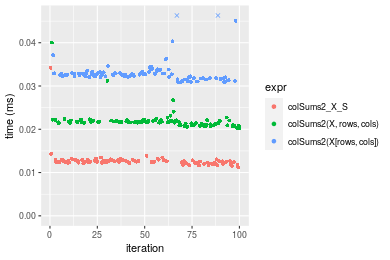 0.04
0.03
0.02
0.01
0.00
time (ms)
0
25
50
75
100
iteration
expr
colSums2_X_S
colSums2(X, rows, cols)
colSums2(X[rows, cols])